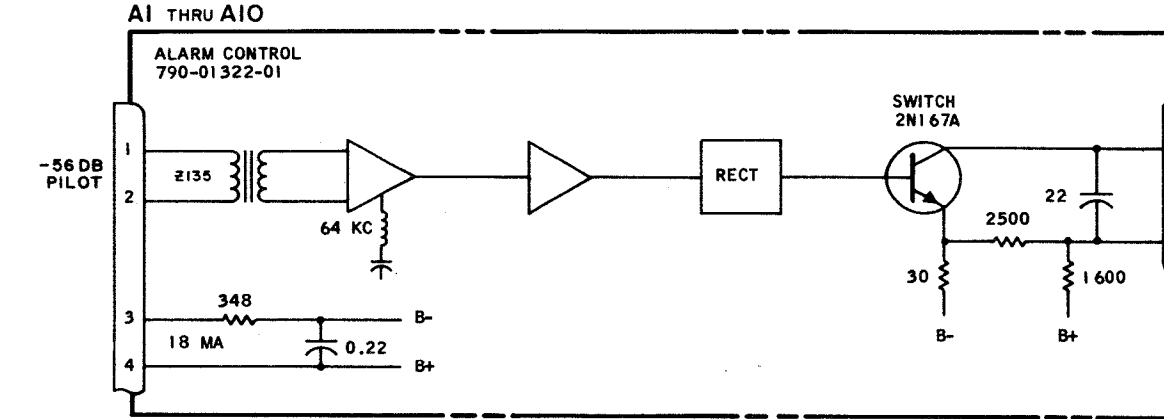 A1 THRU A10
ALARM CONTROL
790-01322-01
SWITCH
2N167A
1
-56 DB
PILOT
Z135
RECT
2
22
64 KC
2500
30
1600
348
3
B-
18 MA
0.22
B-
B+
4
B+